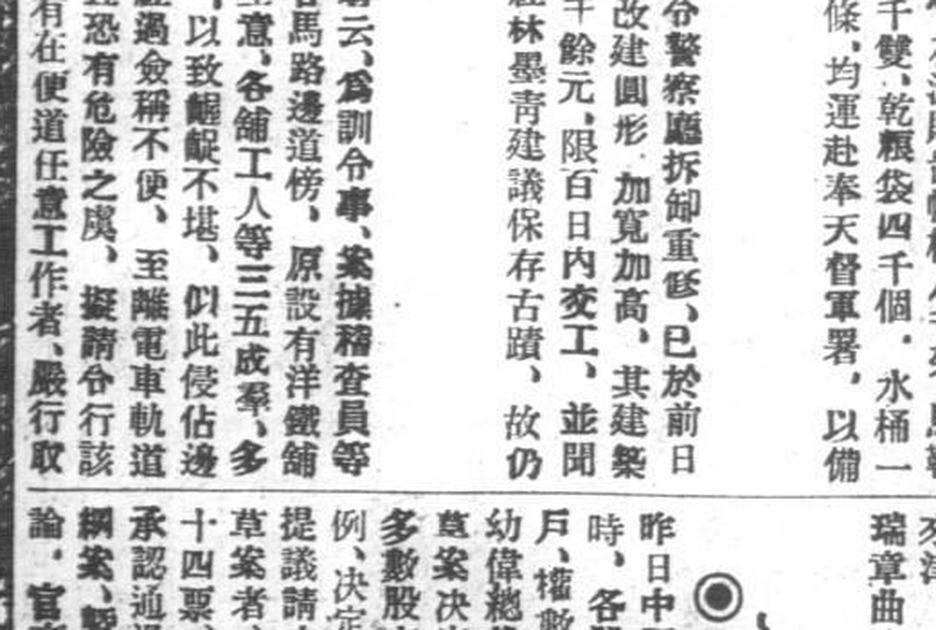 千雙、乾糧袋四千個．水桶一
條、均運赴奉天督軍署，以備
令警察廳拆卸重修、已於前日
改建圓形．加寬加高，其建築
千餘元、限百日內交工，並聞
林墨青建議保存古蹟、故仍
云、爲訓令事、案據稽查員等
馬路邊道傍，原設有洋鐵舖
意、各舖工人等三五成羣、多
以致齷齪不堪、似此侵佔邊
過僉稱不便、至離電車軌道
恐有危險之虞、擬請令行該
有在便道任意工作者、嚴行取
瑞章曲
昨日中
時，各
戶、權數
幼偉總
草案决
多數股
例、决定
提議請
草案者、
十四票、
承認通
綱案、暫
論．官